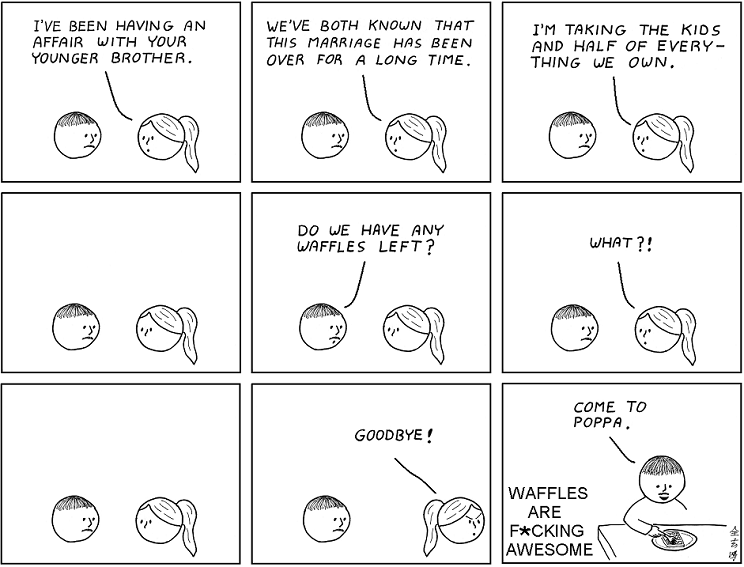 I'VE BEEN HAVING AN
AFFAIR WITH YOUR
YOUNGER BROTHER.
WE'VE BOTH KNOWN THAT
THIS MARRIAGE HAS BEEN
OVER FOR A LONG TIME.
I'M TAKING THE KIDS
AND HALF OF EVERY-
THING WE OWN.
DO WE HAVE ANY
WAFFLES LEFT?
WHAT?!
GOODBYE!
COME TO
POPPA.
WAFFLES
ARE
F*CKING
AWESOME